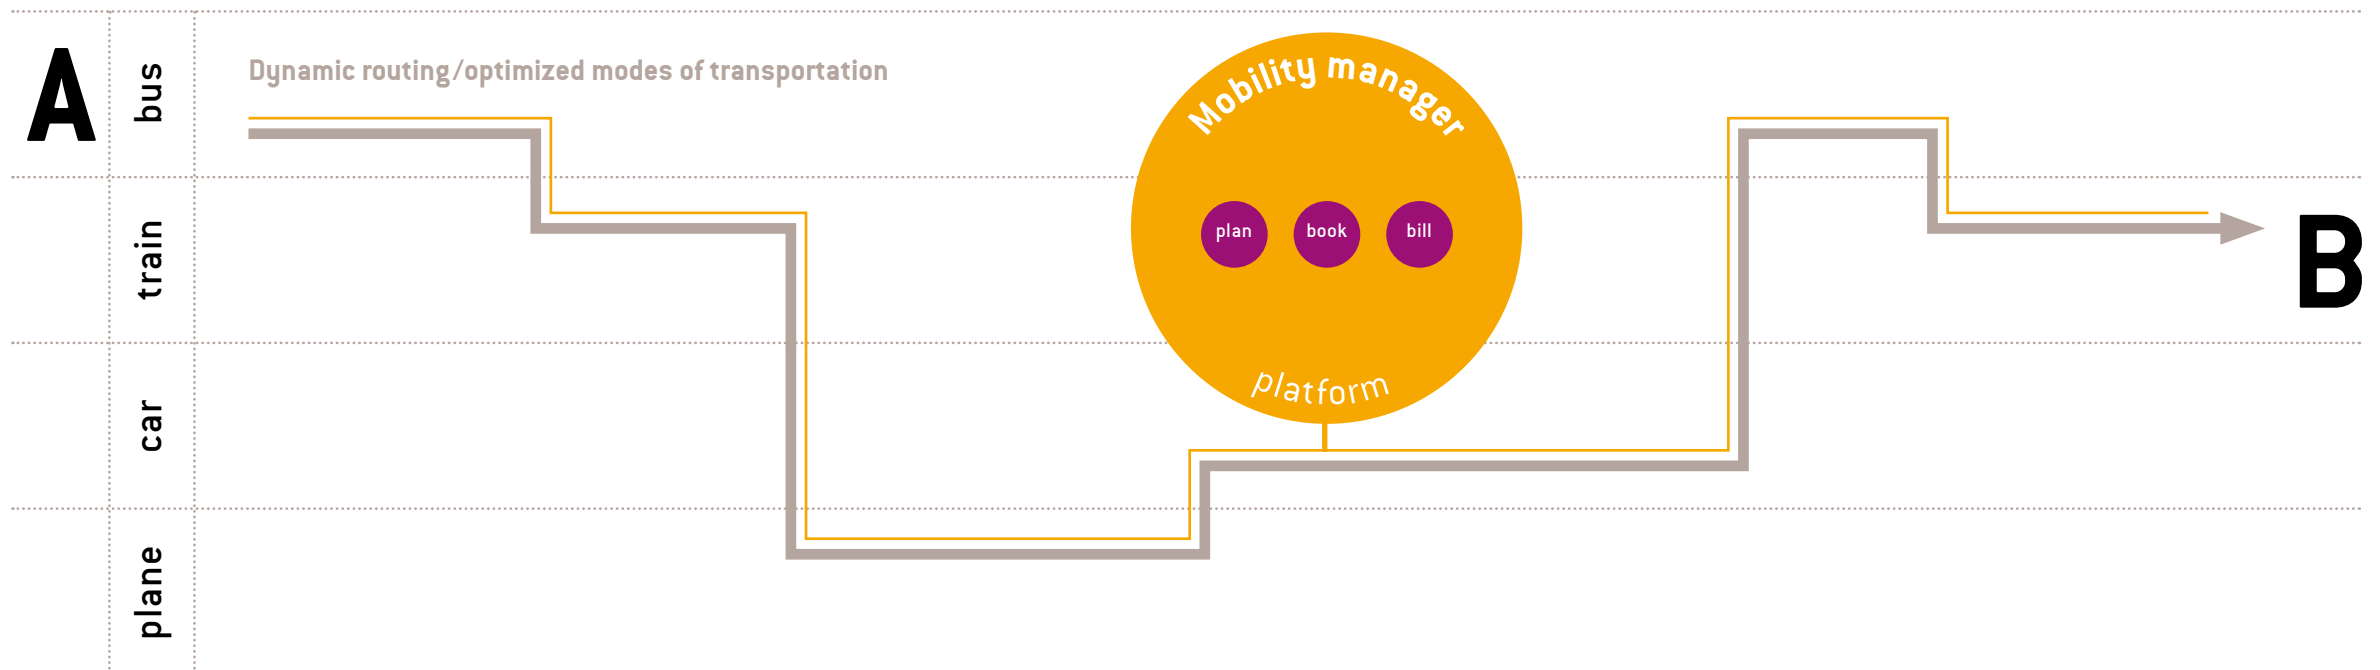 A
bus
Dynamic routing/optimized modes of transportation
Mobility manager
plan
book
bill
platform
train
car
plane
B